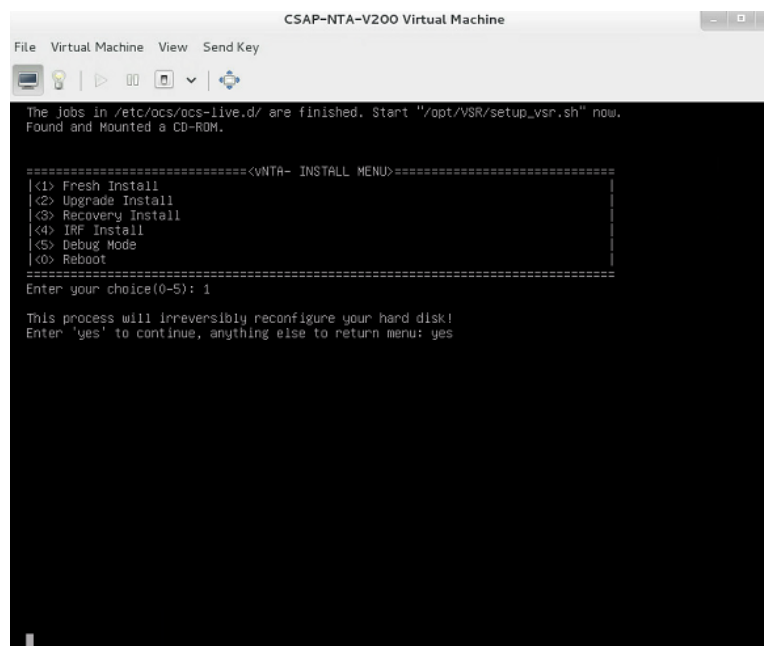 CSAP-NTA-V200 Virtual Machine
File Virtual Machine View Send Key
The jobs in /etc/ocs/ocs-live.d/ are finished. Start "/opt/VSR/setup_vsr.sh" now.
Found and Mounted a CD-ROM.
==============================<vNTA- INSTALL MENU>==============================
|<1> Fresh Install |
|<2> Upgrade Install |
|<3> Recovery Install |
|<4> IRF Install |
|<5> Debug Mode |
|<0> Reboot |
================================================================================
Enter your choice(0-5): 1
This process will irreversibly reconfigure your hard disk!
Enter 'yes' to continue, anything else to return menu: yes